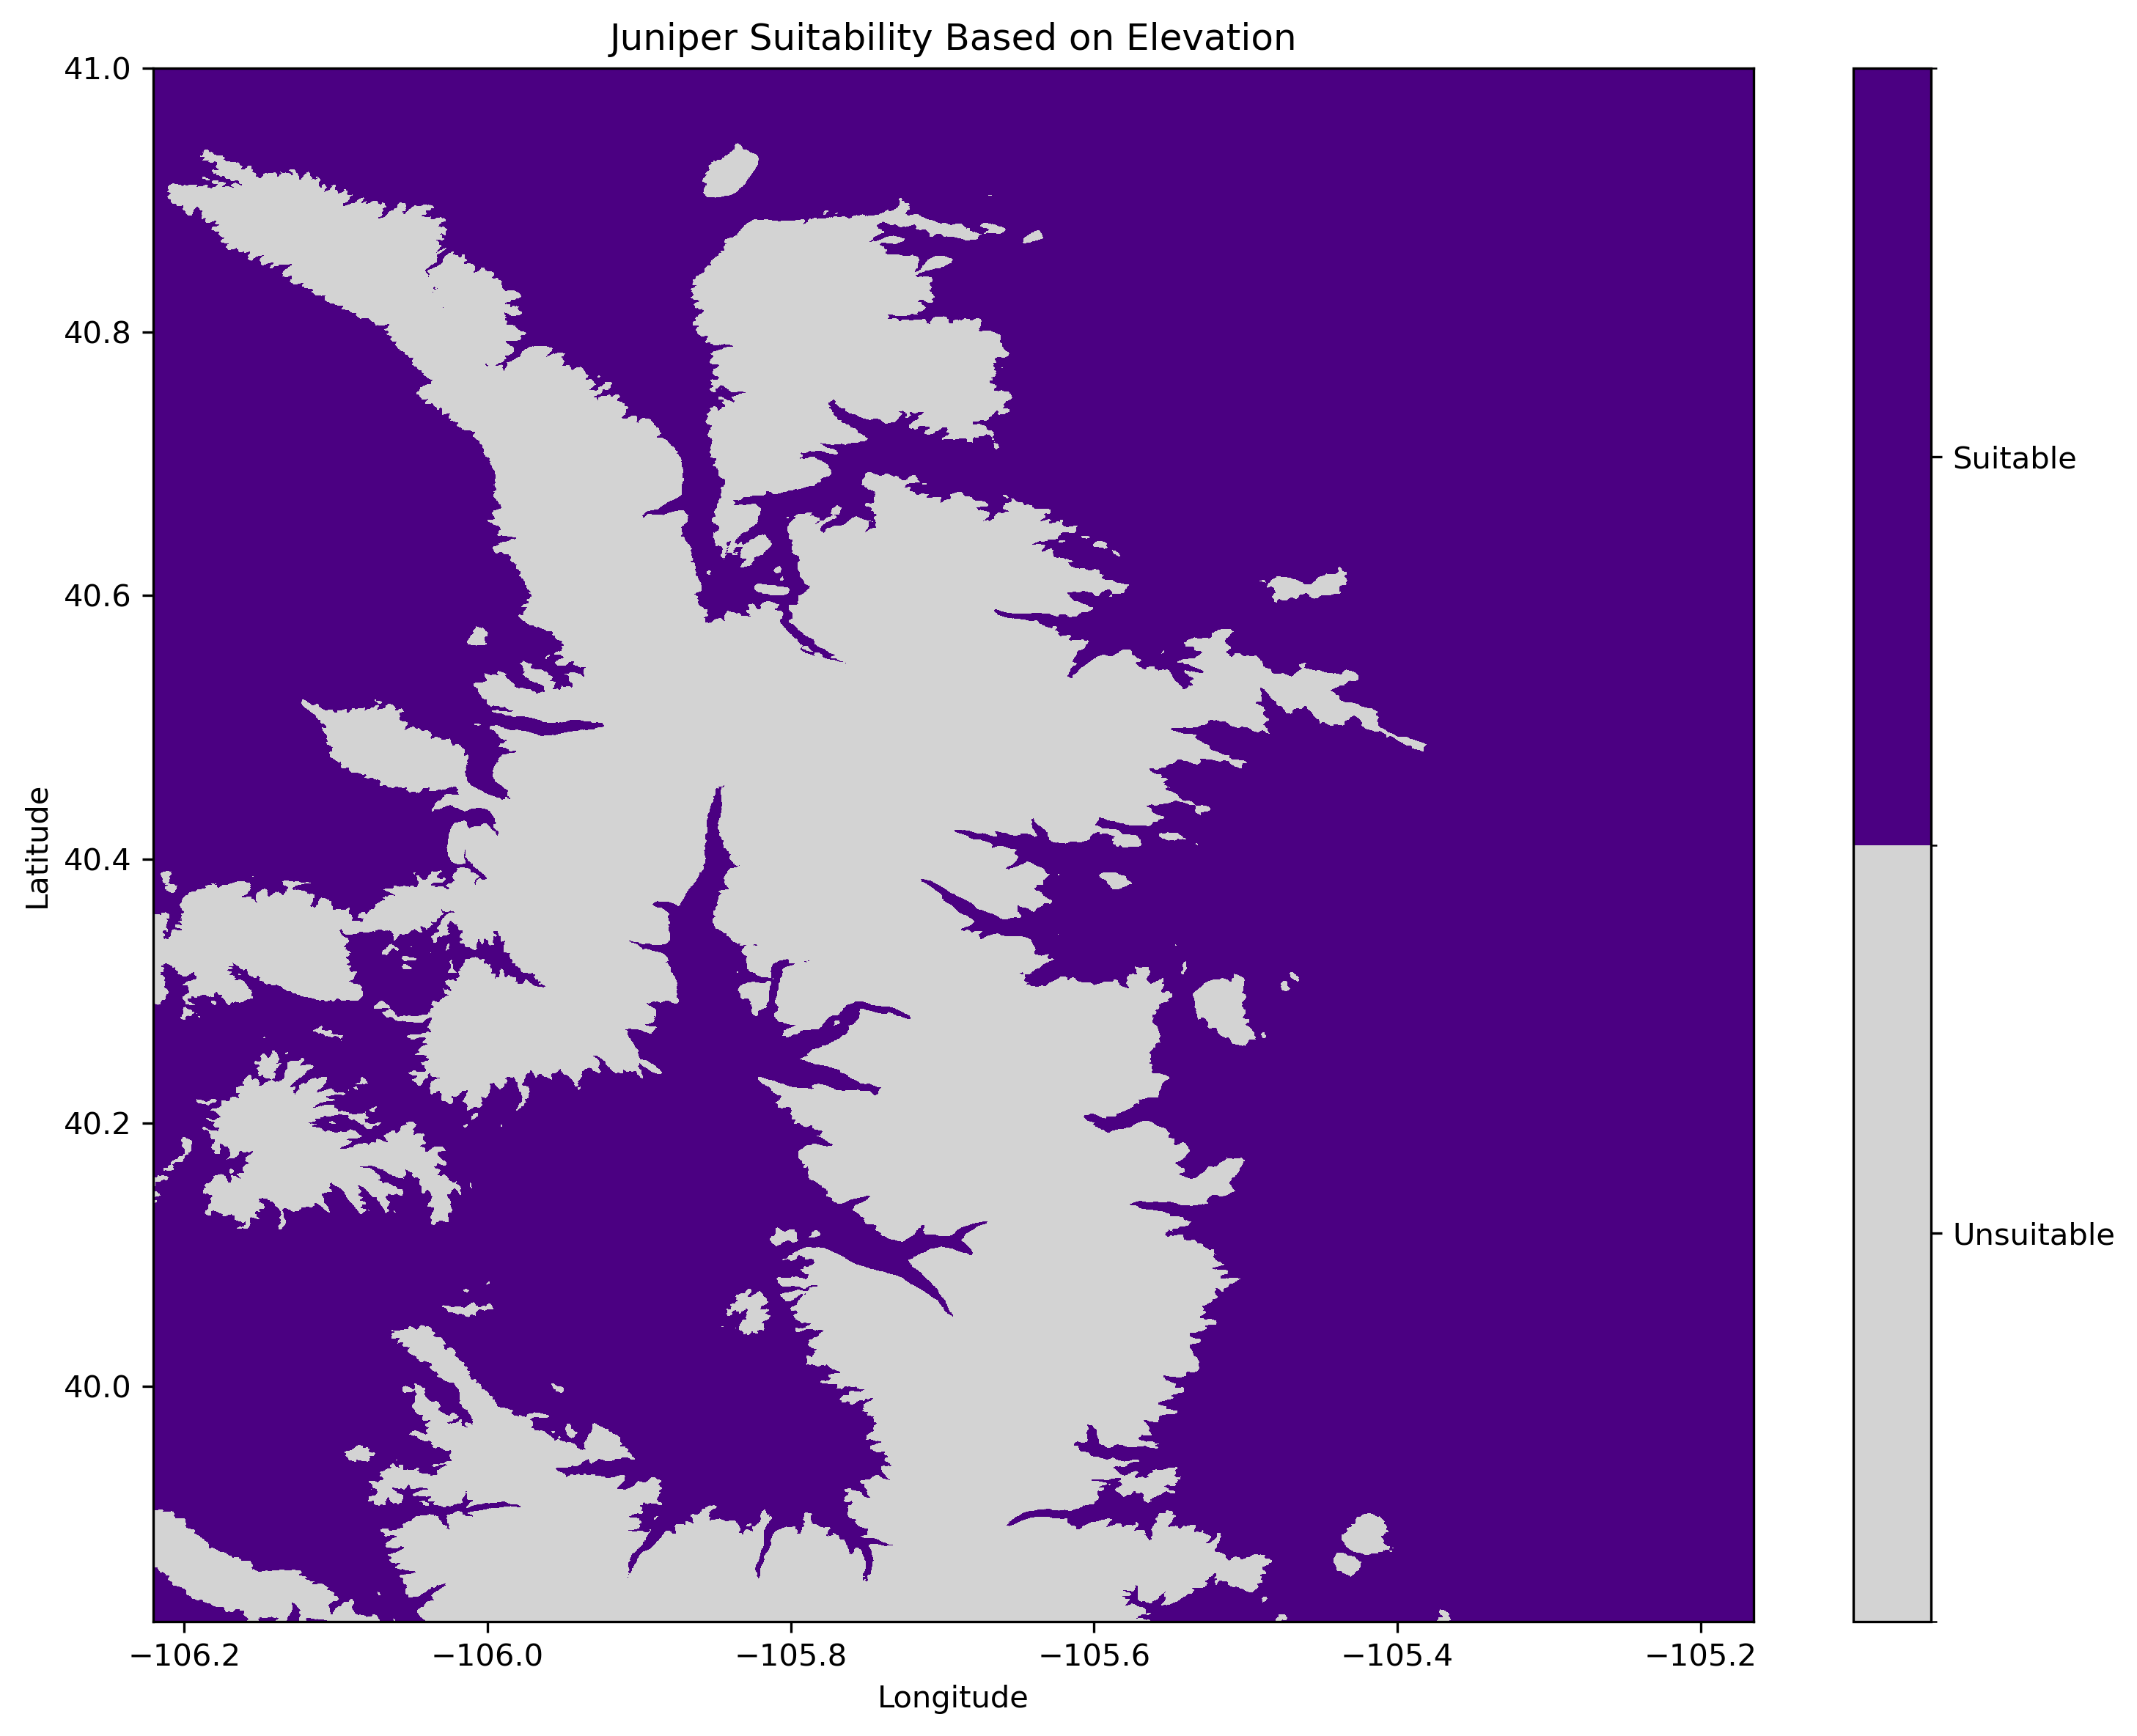 Juniper Suitability Based on Elevation
41.0
40.8
40.6
40.4
40.2
40.0
Latitude
−106.2
−106.0
−105.8
−105.6
−105.4
−105.2
Longitude
Suitable
Unsuitable